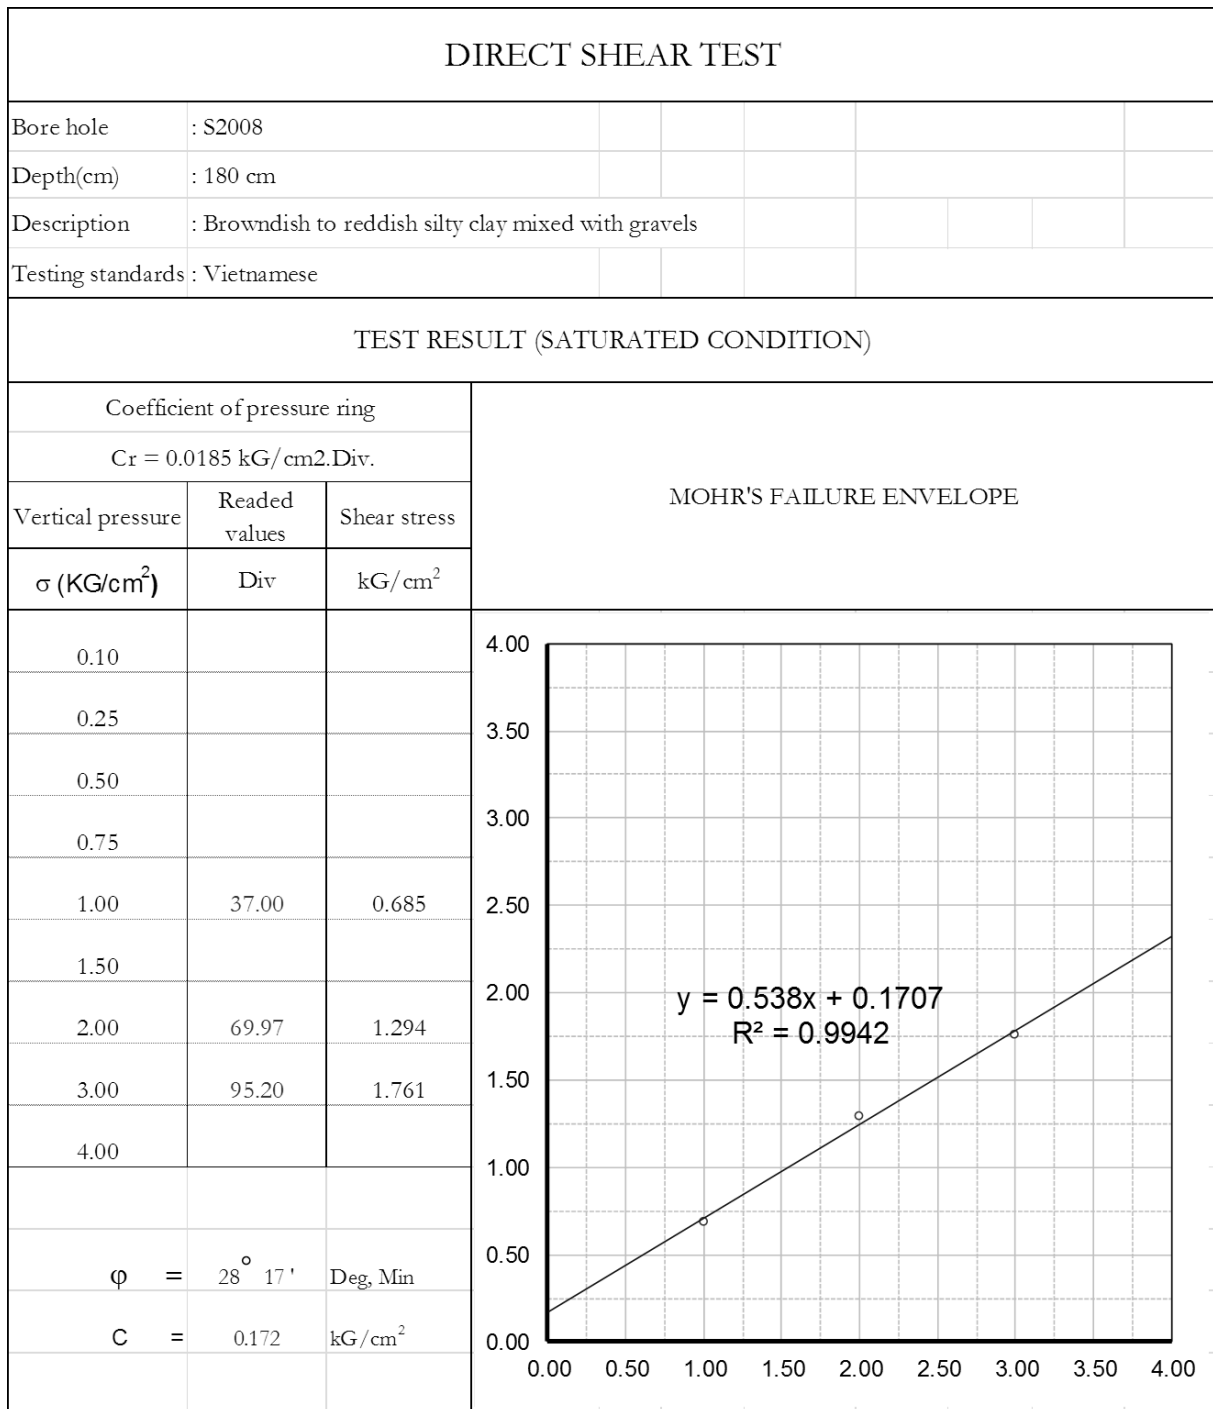 DIRECT SHEAR TEST
Bore hole : S2008
Depth(cm) : 180 cm
Description : Browndish to reddish silty clay mixed with gravels
Testing standards : Vietnamese
TEST RESULT (SATURATED CONDITION)
Coefficient of pressure ring
Cr = 0.0185 kG/cm2.Div.
MOHR'S FAILURE ENVELOPE
Vertical pressure Readed values Shear stress
σ (KG/cm²) Div kG/cm²
0.10
0.25
0.50
0.75
1.00 37.00 0.685
1.50
2.00 69.97 1.294
3.00 95.20 1.761
4.00
φ = 28° 17 ' Deg, Min
C = 0.172 kG/cm²
4.00
3.50
3.00
2.50
2.00
1.50
1.00
0.50
0.00
y = 0.538x + 0.1707
R² = 0.9942
0.00 0.50 1.00 1.50 2.00 2.50 3.00 3.50 4.00